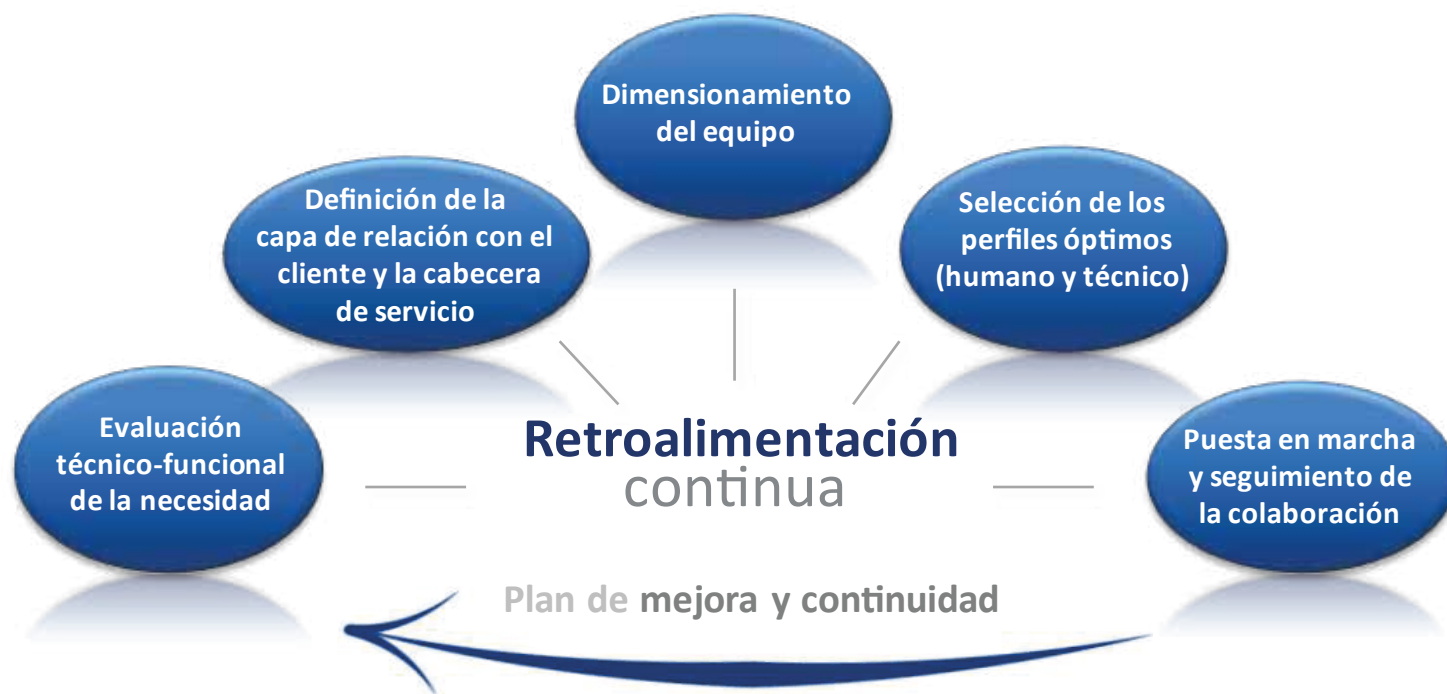 Dimensionamiento
del equipo
Definición de la
capa de relación con el
cliente y la cabecera
de servicio
Selección de los
perfiles óptimos
(humano y técnico)
Evaluación
técnico-funcional
de la necesidad
Retroalimentación
continua
Puesta en marcha
y seguimiento de
la colaboración
Plan de mejora y continuidad